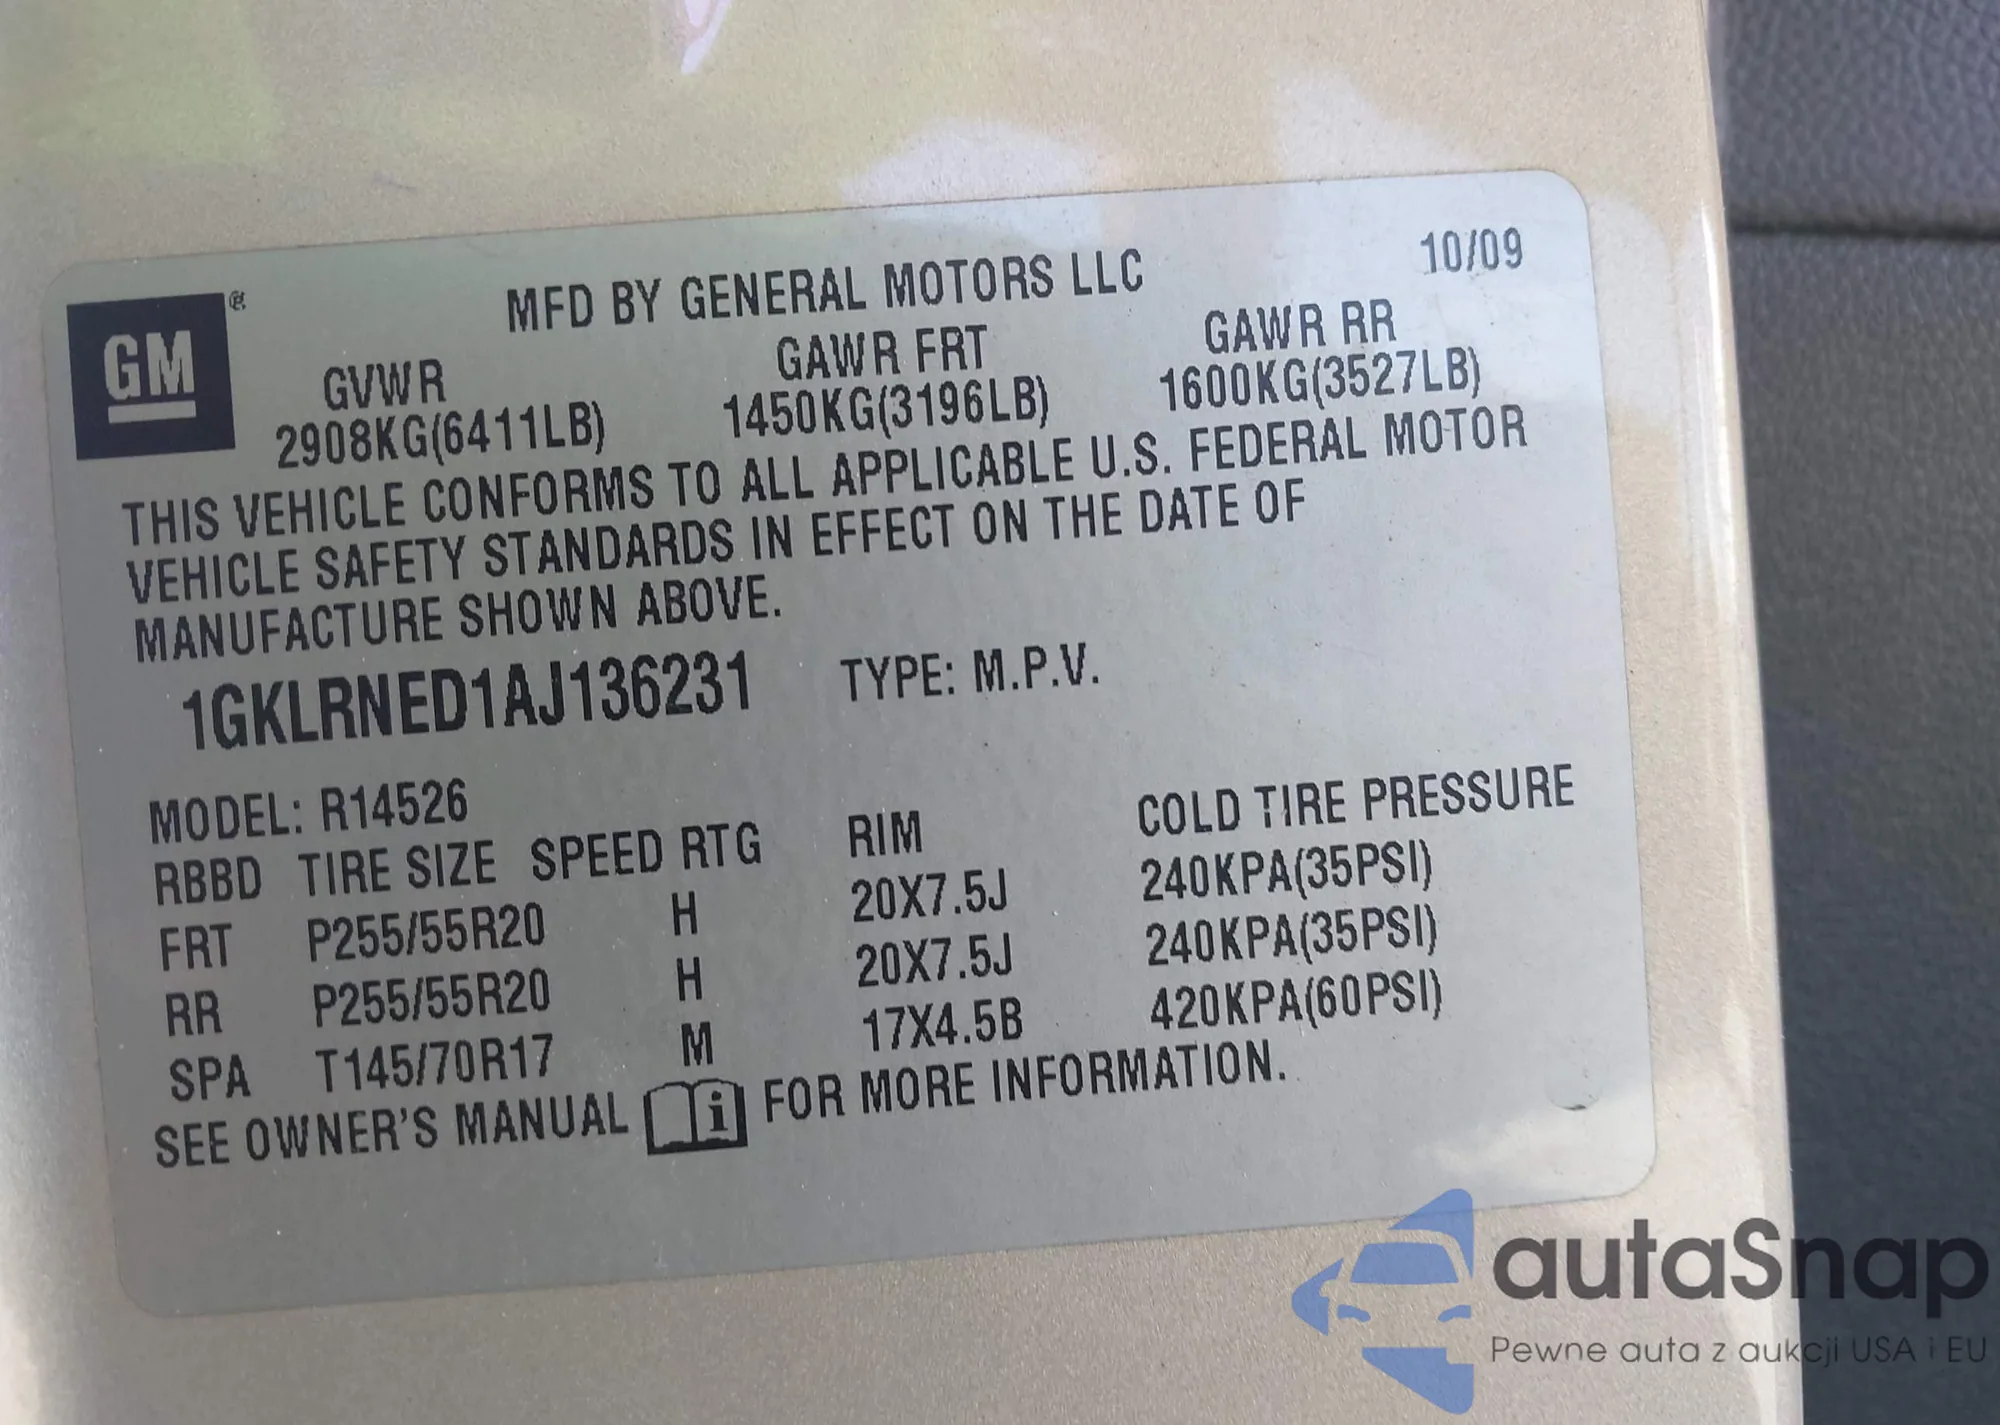 10/09
GM ®
MFD BY GENERAL MOTORS LLC
GVWR GAWR FRT GAWR RR
2908KG(6411LB) 1450KG(3196LB) 1600KG(3527LB)
THIS VEHICLE CONFORMS TO ALL APPLICABLE U.S. FEDERAL MOTOR
VEHICLE SAFETY STANDARDS IN EFFECT ON THE DATE OF
MANUFACTURE SHOWN ABOVE.
1GKLRNED1AJ136231 TYPE: M.P.V.
MODEL: R14526
RBBD TIRE SIZE SPEED RTG RIM COLD TIRE PRESSURE
FRT P255/55R20 H 20X7.5J 240KPA(35PSI)
RR P255/55R20 H 20X7.5J 240KPA(35PSI)
SPA T145/70R17 M 17X4.5B 420KPA(60PSI)
SEE OWNER'S MANUAL i FOR MORE INFORMATION.
autaSnap
Pewne auta z aukcji USA i EU